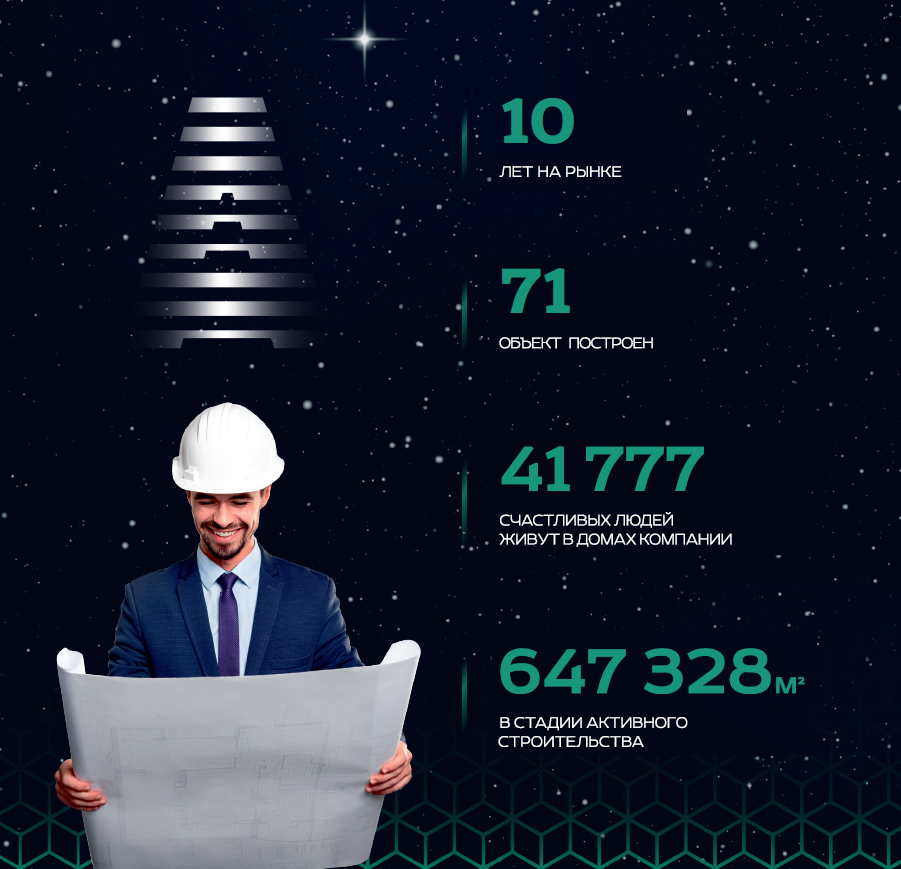 10
ЛЕТ НА РЫНКЕ
71
ОБЪЕКТ ПОСТРОЕН
41 777
СЧАСТЛИВЫХ ЛЮДЕЙ
ЖИВУТ В ДОМАХ КОМПАНИИ
647 328м²
В СТАДИИ АКТИВНОГО
СТРОИТЕЛЬСТВА